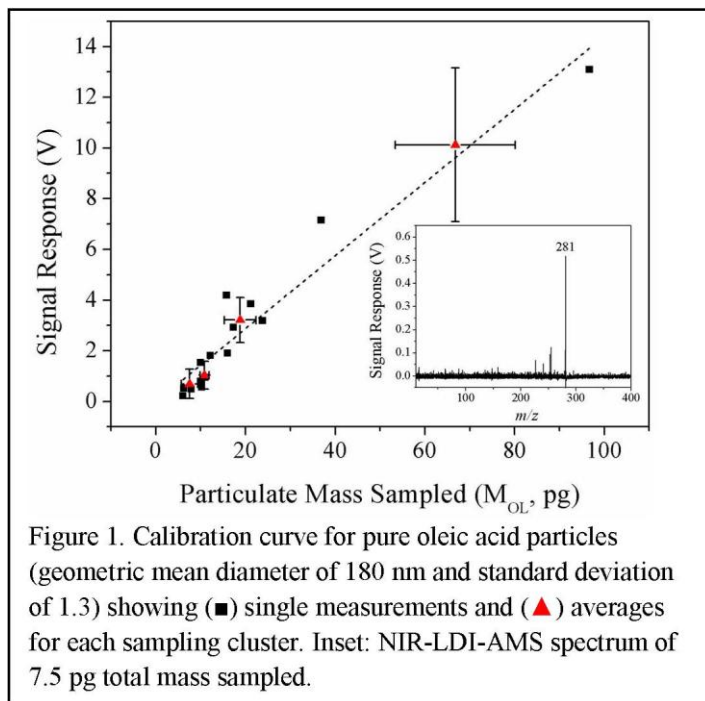 14
12
10
8
6
4
2
0
Signal Response (V)
0 20 40 60 80 100
Particulate Mass Sampled (M_OL, pg)
0.6
0.5
0.4
0.3
0.2
0.1
0.0
Signal Response (V)
281
100 200 300 400
m/z
Figure 1. Calibration curve for pure oleic acid particles
(geometric mean diameter of 180 nm and standard deviation
of 1.3) showing (■) single measurements and (▲) averages
for each sampling cluster. Inset: NIR-LDI-AMS spectrum of
7.5 pg total mass sampled.